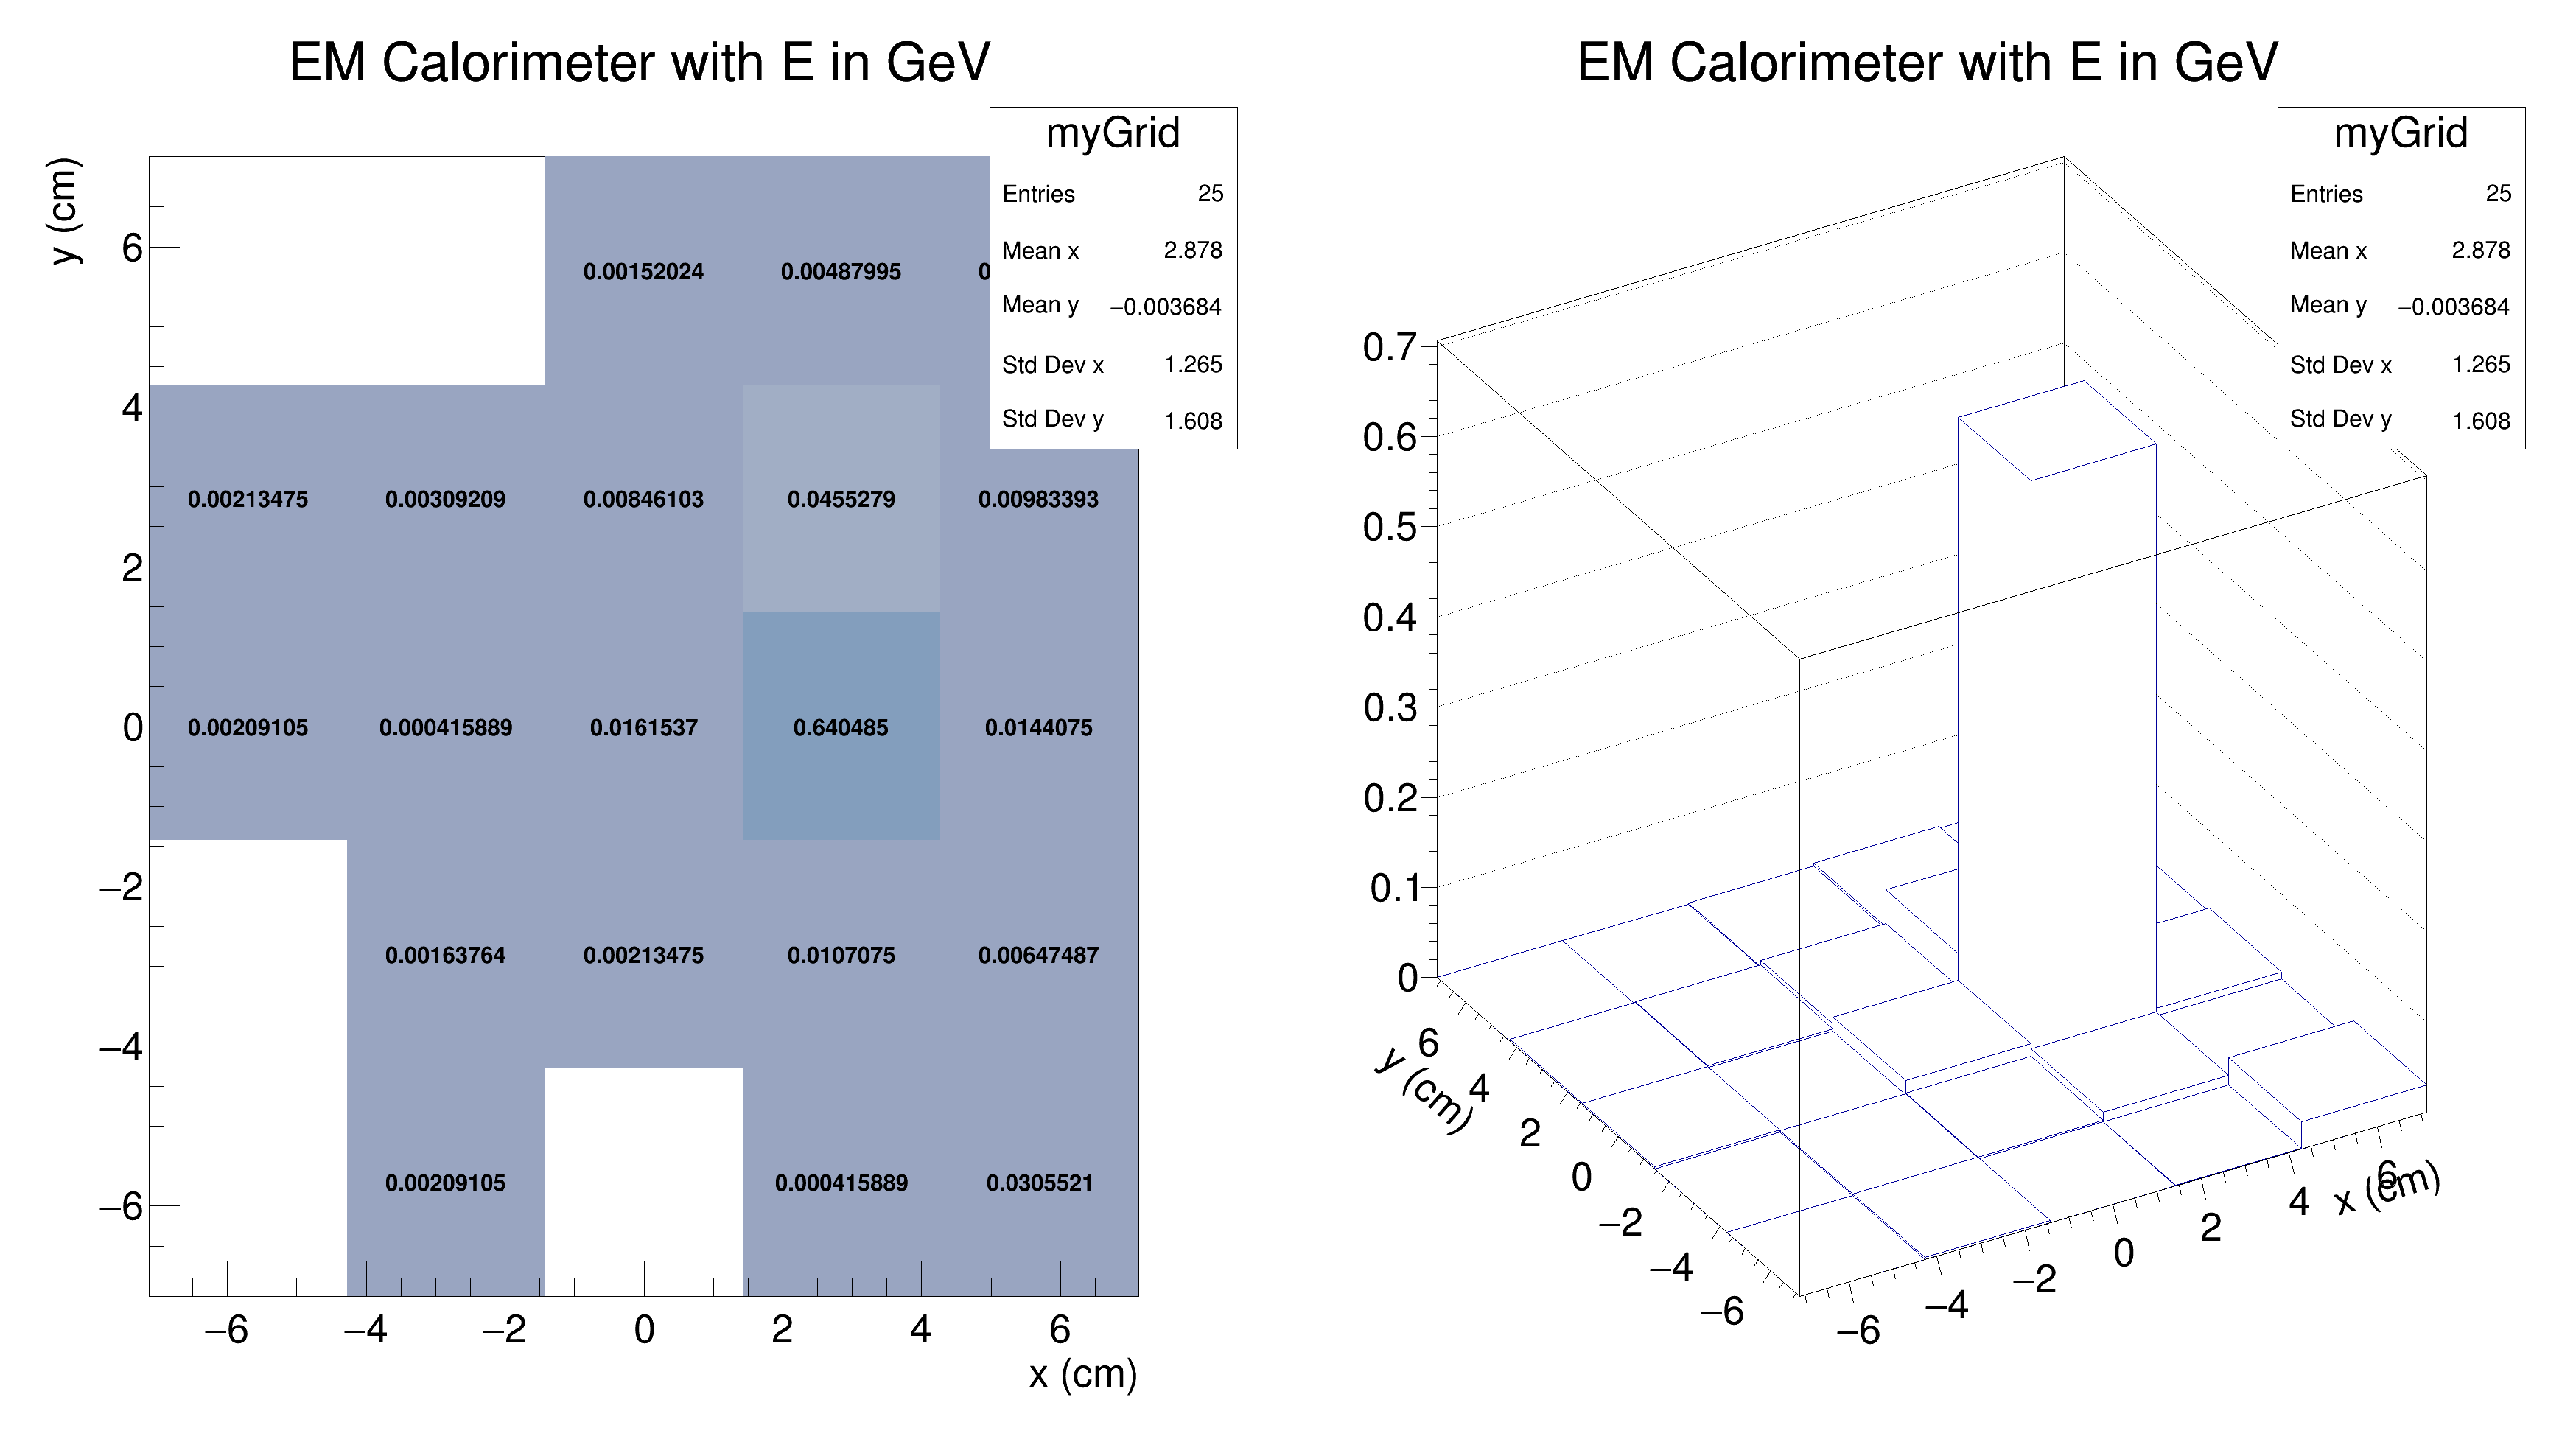 EM Calorimeter with E in GeV
myGrid
Entries 25
Mean x 2.878
Mean y −0.003684
Std Dev x 1.265
Std Dev y 1.608
y (cm)
6
4
2
0
−2
−4
−6
0.00152024 0.00487995 0
0.00213475 0.00309209 0.00846103 0.0455279 0.00983393
0.00209105 0.000415889 0.0161537 0.640485 0.0144075
0.00163764 0.00213475 0.0107075 0.00647487
0.00209105 0.000415889 0.0305521
−6 −4 −2 0 2 4 6
x (cm)
EM Calorimeter with E in GeV
myGrid
Entries 25
Mean x 2.878
Mean y −0.003684
Std Dev x 1.265
Std Dev y 1.608
0.7
0.6
0.5
0.4
0.3
0.2
0.1
0
6
4
2
0
−2
−4
−6
y (cm)
−6
−4
−2
0
2
4
6
x (cm)